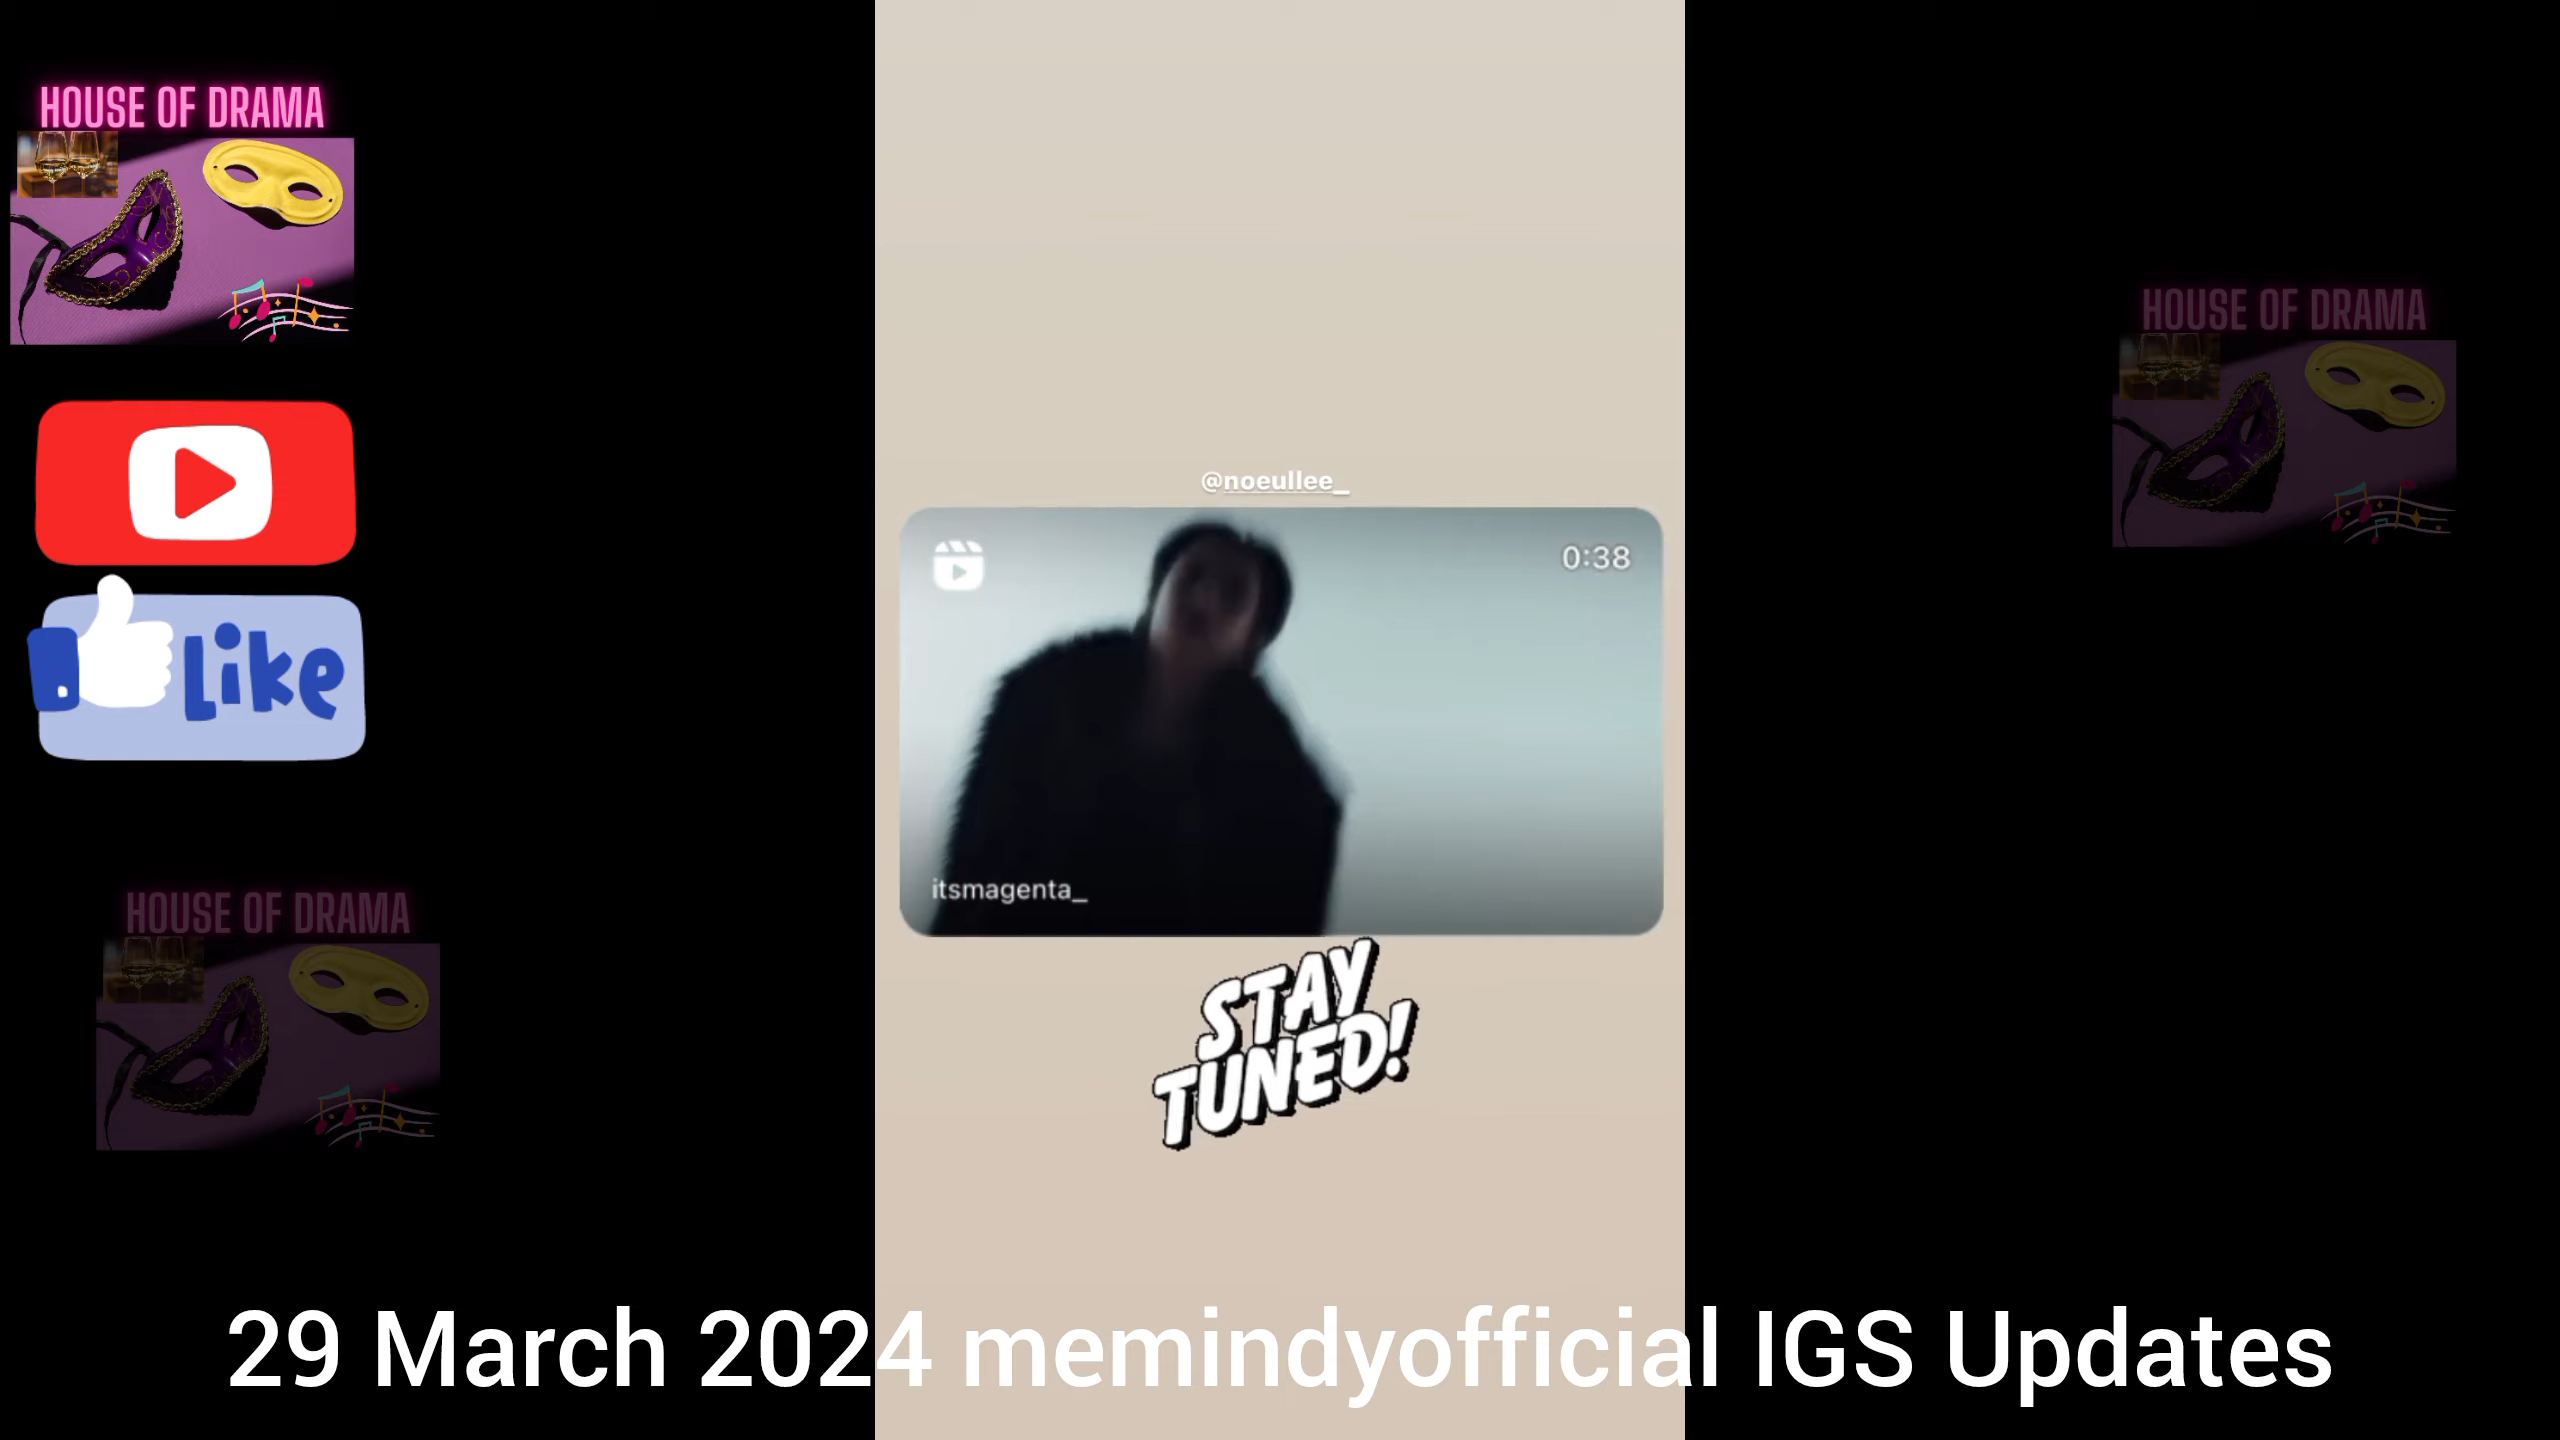 HOUSE OF DRAMA
Like
HOUSE OF DRAMA
@noeullee_
0:38
itsmagenta_
STAY
TUNED!
HOUSE OF DRAMA
29 March 2024 memindyofficial IGS Updates